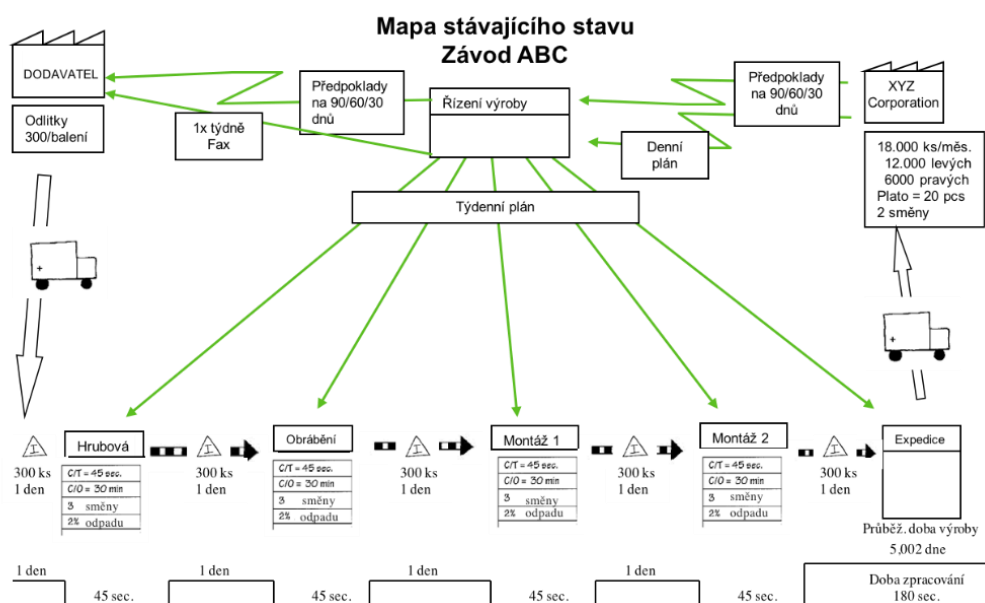 Mapa stávajícího stavu
Závod ABC
DODAVATEL
Odlitky
300/balení
Předpoklady
na 90/60/30
dnů
1x týdně
Fax
Řízení výroby
Předpoklady
na 90/60/30
dnů
Denní
plán
XYZ
Corporation
18.000 ks/měs.
12.000 levých
6000 pravých
Plato = 20 pcs
2 směny
Týdenní plán
I
300 ks
1 den
Hrubová
C/T = 45 sec.
C/O = 30 min
3 směny
2% odpadu
I
300 ks
1 den
Obrábění
C/T = 45 sec.
C/O = 30 min
3 směny
2% odpadu
I
300 ks
1 den
Montáž 1
C/T = 45 sec.
C/O = 30 min
3 směny
2% odpadu
I
300 ks
1 den
Montáž 2
C/T = 45 sec.
C/O = 30 min
3 směny
2% odpadu
I
300 ks
1 den
Expedice
Průběž. doba výroby
5,002 dne
1 den
45 sec.
1 den
45 sec.
1 den
45 sec.
1 den
45 sec.
Doba zpracování
180 sec.